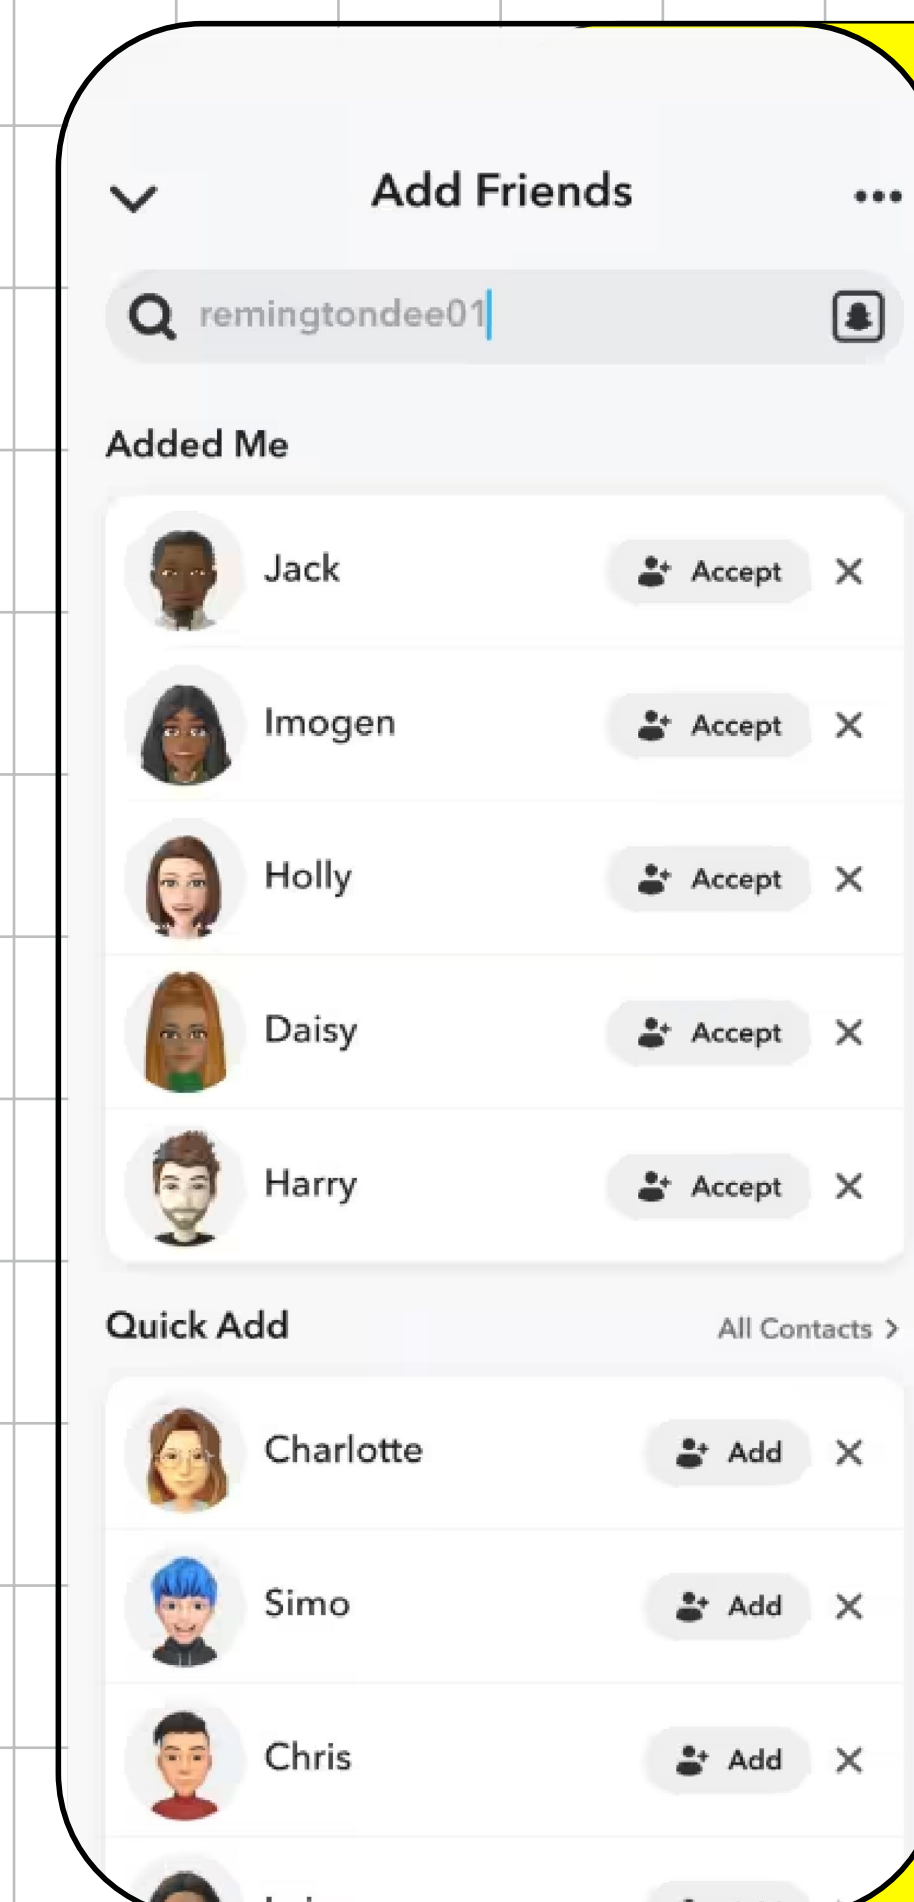 Add Friends
remingtondee01
Added Me
Jack Accept
Imogen Accept
Holly Accept
Daisy Accept
Harry Accept
Quick Add All Contacts
Charlotte Add
Simo Add
Chris Add